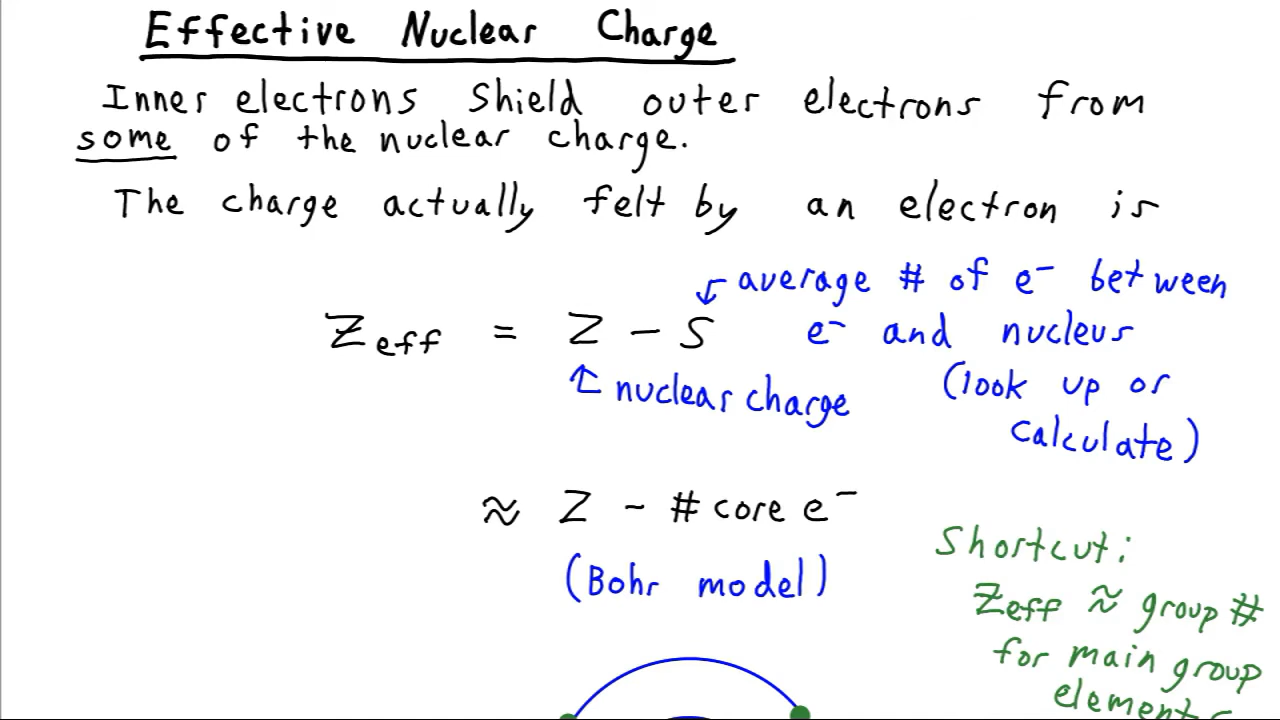 Effective Nuclear Charge
Inner electrons shield outer electrons from
some of the nuclear charge.
The charge actually felt by an electron is
average # of e⁻ between
Zeff = Z - S e⁻ and nucleus
nuclear charge (look up or
calculate)
≈ Z - # core e⁻
(Bohr model)
Shortcut:
Zeff ≈ group #
for main group
elements